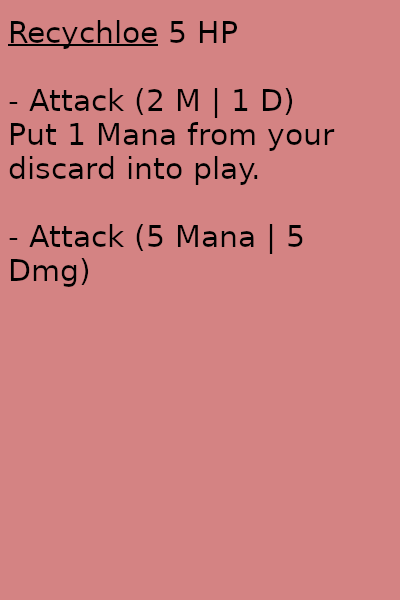 Recychloe 5 HP
- Attack (2 M | 1 D)
Put 1 Mana from your
discard into play.
- Attack (5 Mana | 5
Dmg)